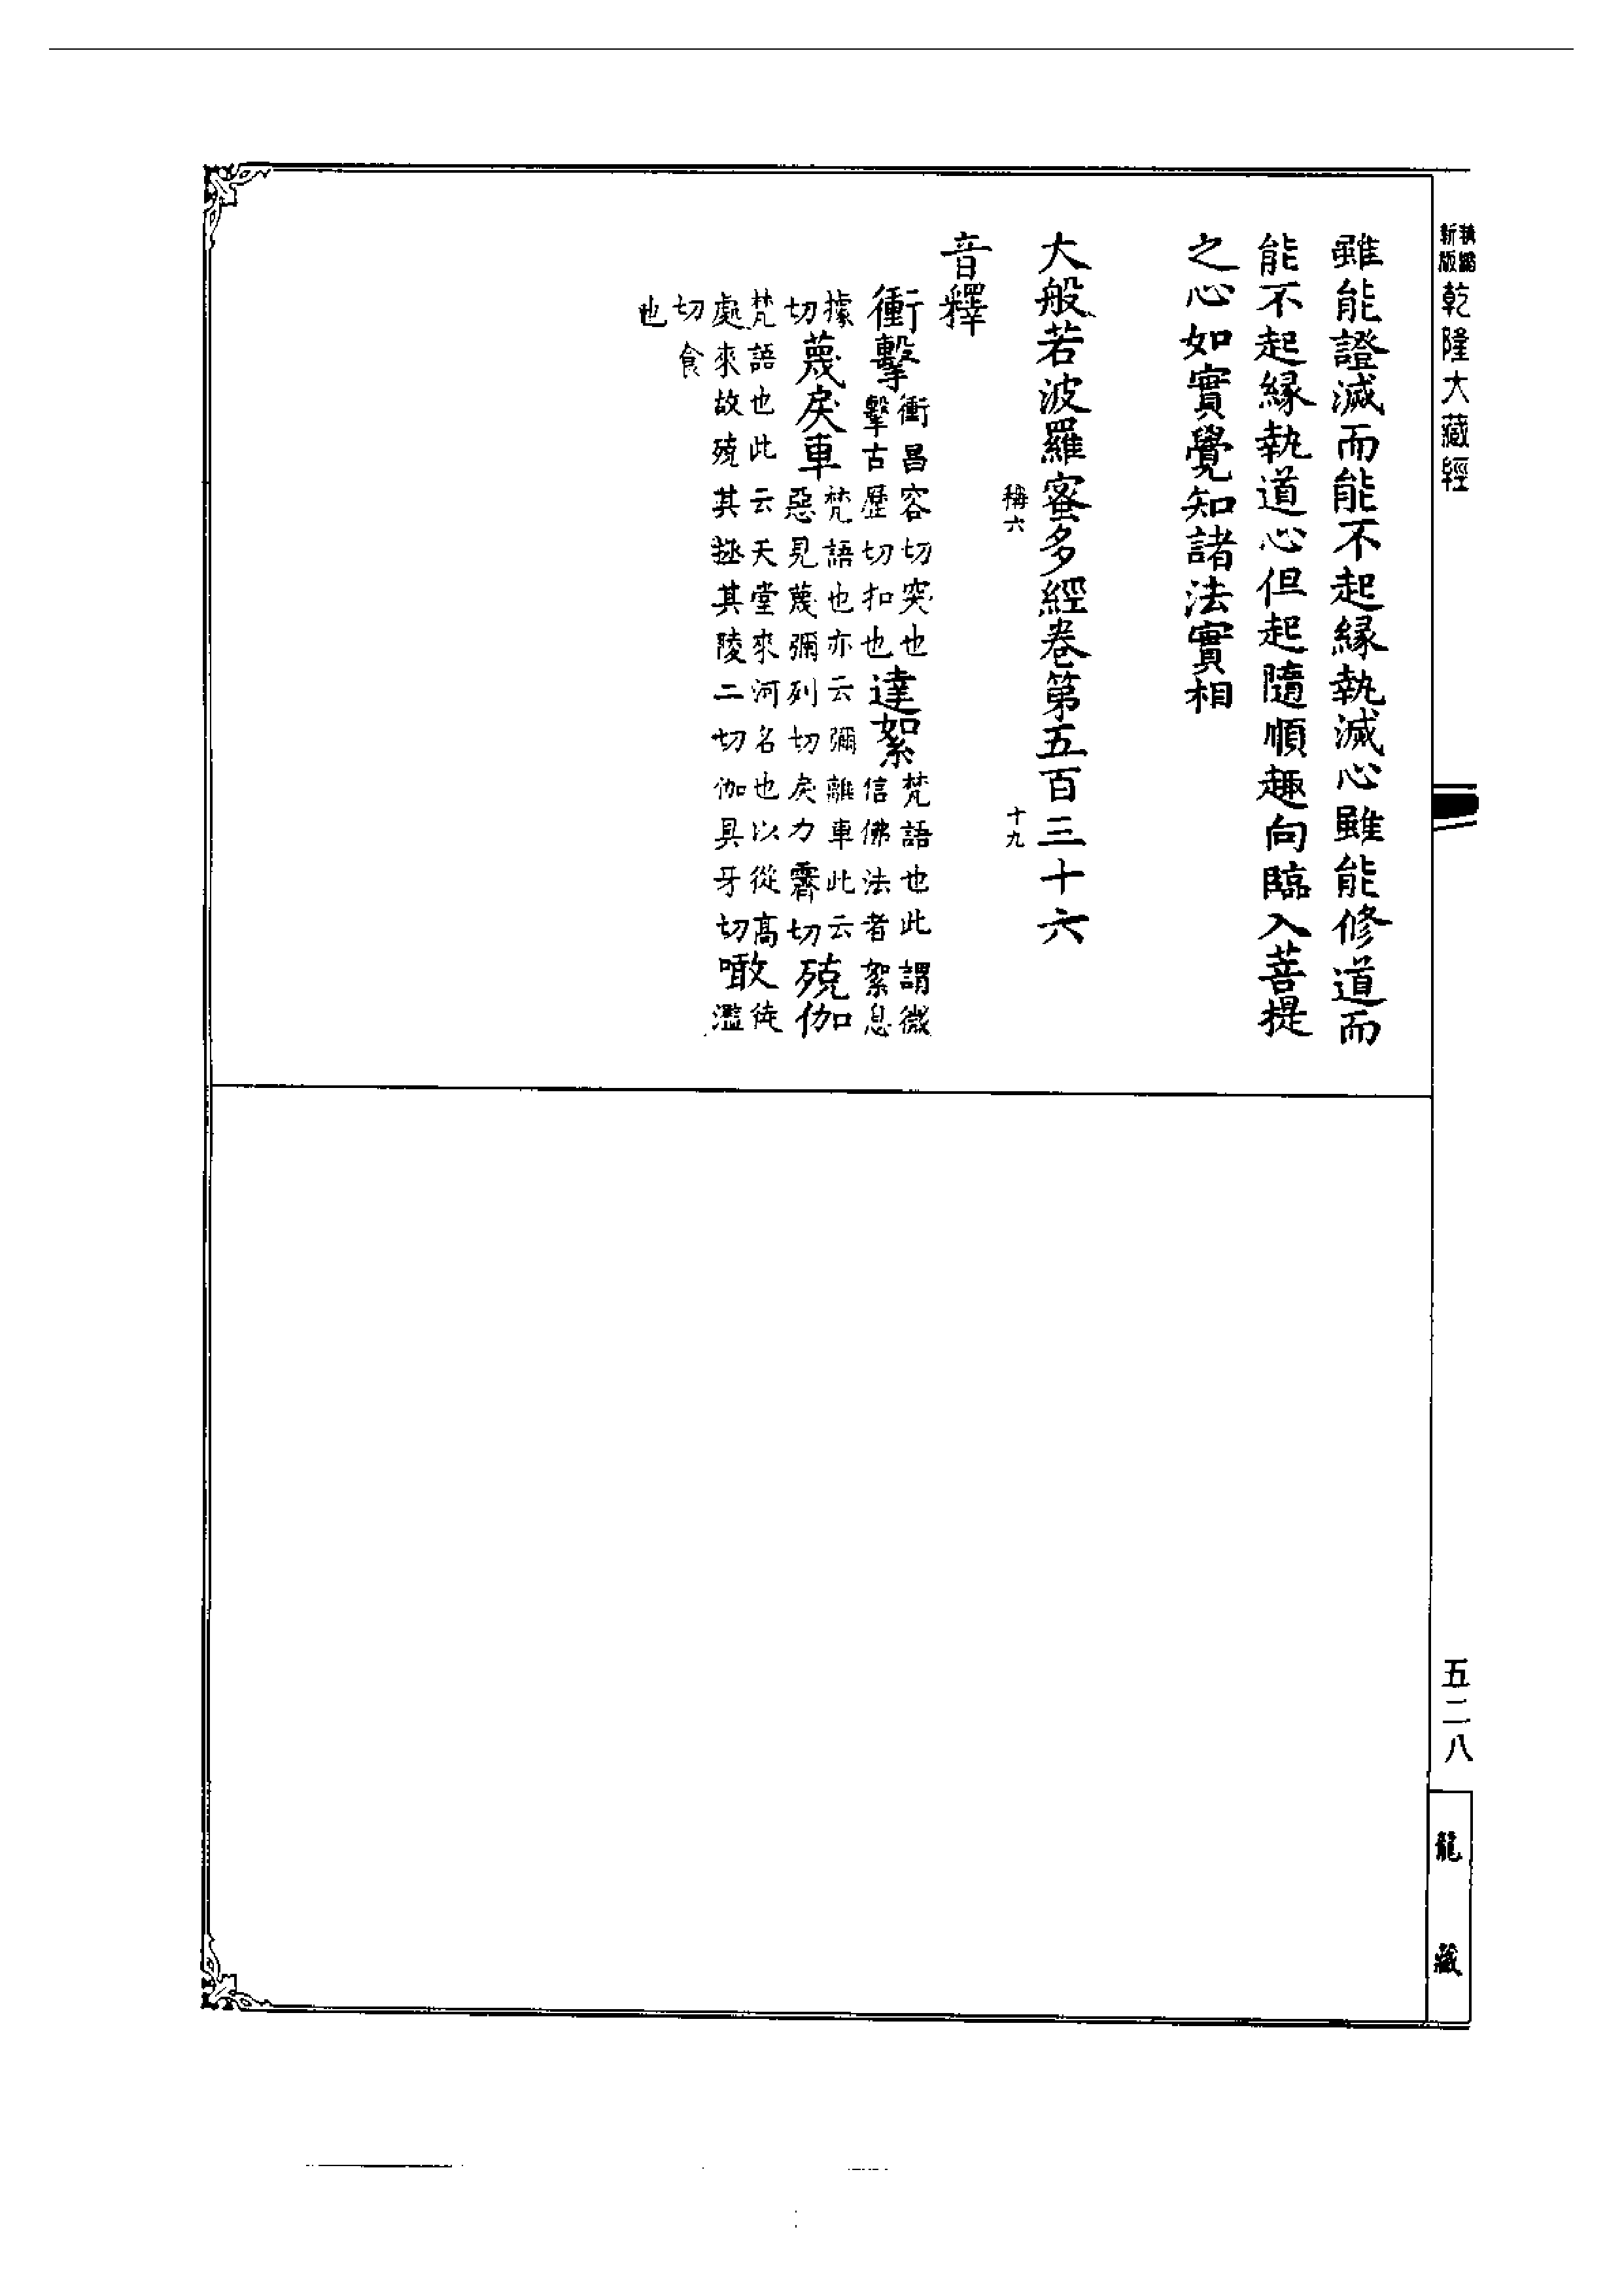 新版
乾隆大藏經
五二八
龍藏
雖能證滅而能不起緣執滅心雖能修道而
能不起緣執道心但起隨順趣向臨入菩提
之心如實覺知諸法實相
大般若波羅蜜多經卷第五百三十六
稱六 十九
音釋
衝擊
衝昌容切突也
擊古歷切扣也
達絮
梵語也此謂微
信佛法者絮息
據
切
蔑戾車
梵語也亦云彌離車此云
惡見蔑彌列切戾力霽切
殑伽
梵語也此云天堂來河名也以從高
處來故殑其拯其陵二切伽具牙切
噉
徒
濫
切食
也